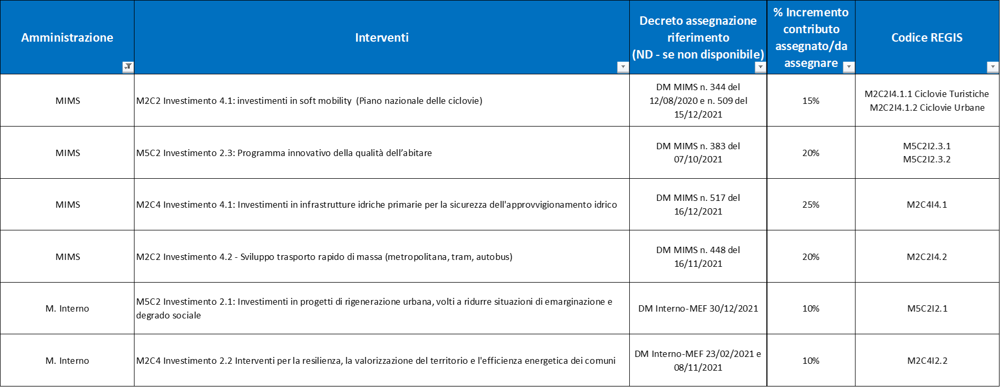 Amministrazione
Interventi
Decreto assegnazione
riferimento
(ND - se non disponibile)
% Incremento
contributo
assegnato/da
assegnare
Codice REGIS
MIMS
M2C2 Investimento 4.1: investimenti in soft mobility  (Piano nazionale delle ciclovie)
DM MIMS n. 344 del
12/08/2020 e n. 509 del
15/12/2021
15%
M2C2I4.1.1 Ciclovie Turistiche
M2C2I4.1.2 Ciclovie Urbane
MIMS
M5C2 Investimento 2.3: Programma innovativo della qualità dell’abitare
DM MIMS n. 383 del
07/10/2021
20%
M5C2I2.3.1
M5C2I2.3.2
MIMS
M2C4 Investimento 4.1: Investimenti in infrastrutture idriche primarie per la sicurezza dell'approvvigionamento idrico
DM MIMS n. 517 del
16/12/2021
25%
M2C4I4.1
MIMS
M2C2 Investimento 4.2 - Sviluppo trasporto rapido di massa (metropolitana, tram, autobus)
DM MIMS n. 448 del
16/11/2021
20%
M2C2I4.2
M. Interno
M5C2 Investimento 2.1: Investimenti in progetti di rigenerazione urbana, volti a ridurre situazioni di emarginazione e
degrado sociale
DM Interno-MEF 30/12/2021
10%
M5C2I2.1
M. Interno
M2C4 Investimento 2.2 Interventi per la resilienza, la valorizzazione del territorio e l'efficienza energetica dei comuni
DM Interno-MEF 23/02/2021 e
08/11/2021
10%
M2C4I2.2